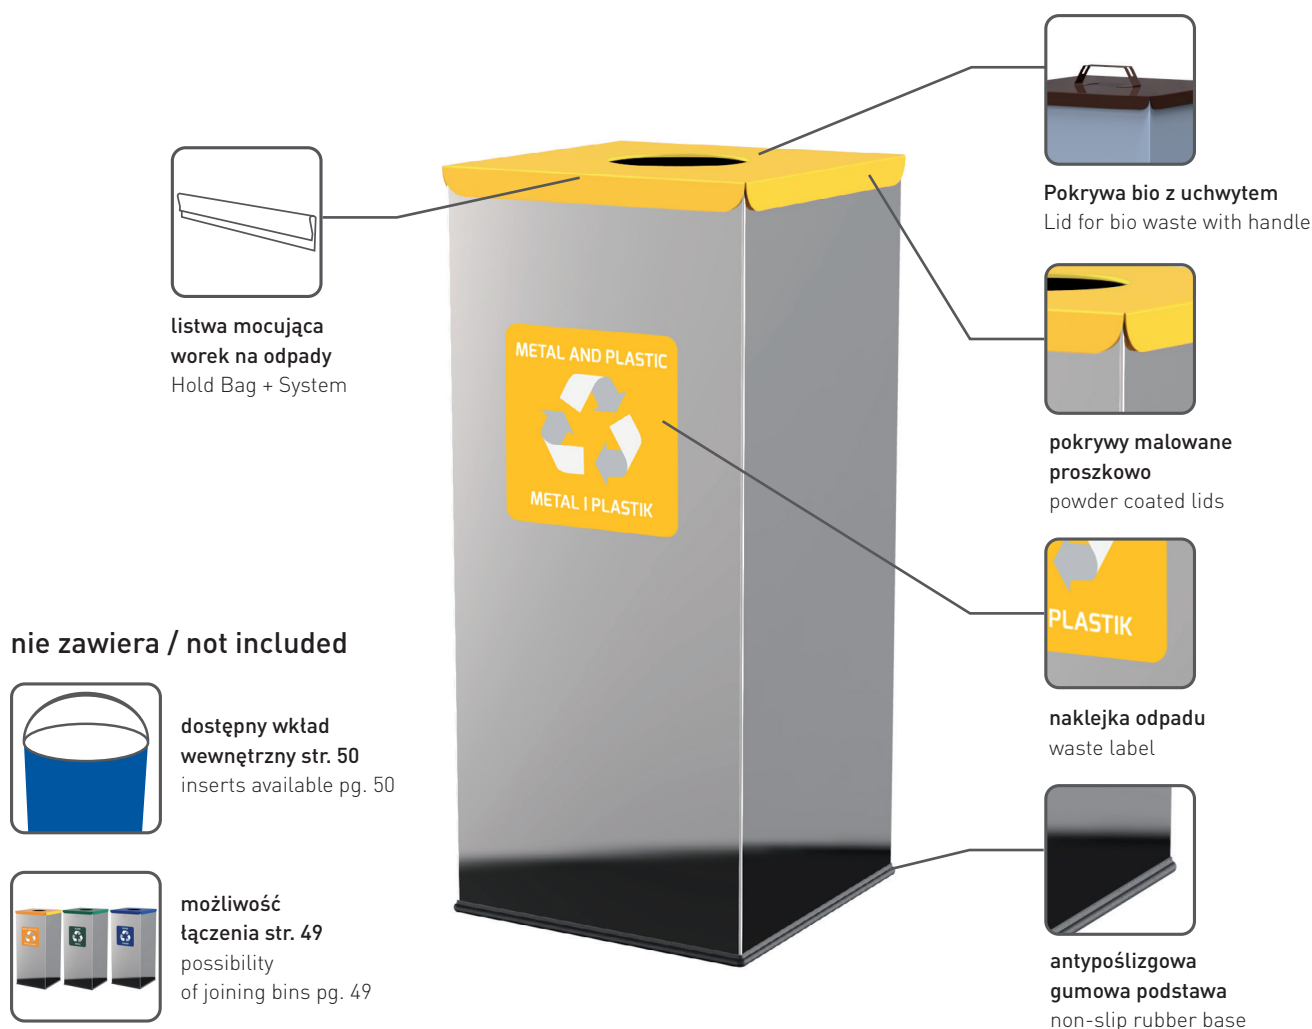 Pokrywa bio z uchwytem
Lid for bio waste with handle
listwa mocująca
worek na odpady
Hold Bag + System
METAL AND PLASTIC
METAL I PLASTIK
pokrywy malowane
proszkowo
powder coated lids
PLASTIK
naklejka odpadu
waste label
nie zawiera / not included
dostępny wkład
wewnętrzny str. 50
inserts available pg. 50
możliwość
łączenia str. 49
possibility
of joining bins pg. 49
antypoślizgowa
gumowa podstawa
non-slip rubber base